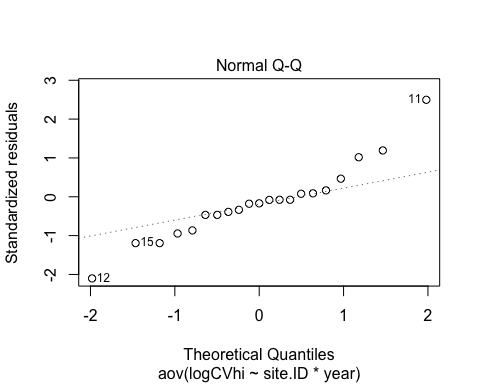 Normal Q-Q
Standardized residuals
3
2
1
0
-1
-2
11
15
12
-2 -1 0 1 2
Theoretical Quantiles
aov(logCVhi ~ site.ID * year)